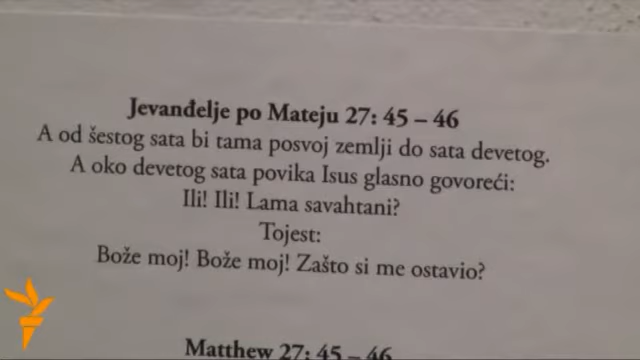 Jevanđelje po Mateju 27: 45 – 46
A od šestog sata bi tama posvoj zemlji do sata devetog.
A oko devetog sata povika Isus glasno govoreći:
Ili! Ili! Lama savahtani?
Tojest:
Bože moj! Bože moj! Zašto si me ostavio?
Matthew 27: 45 – 46